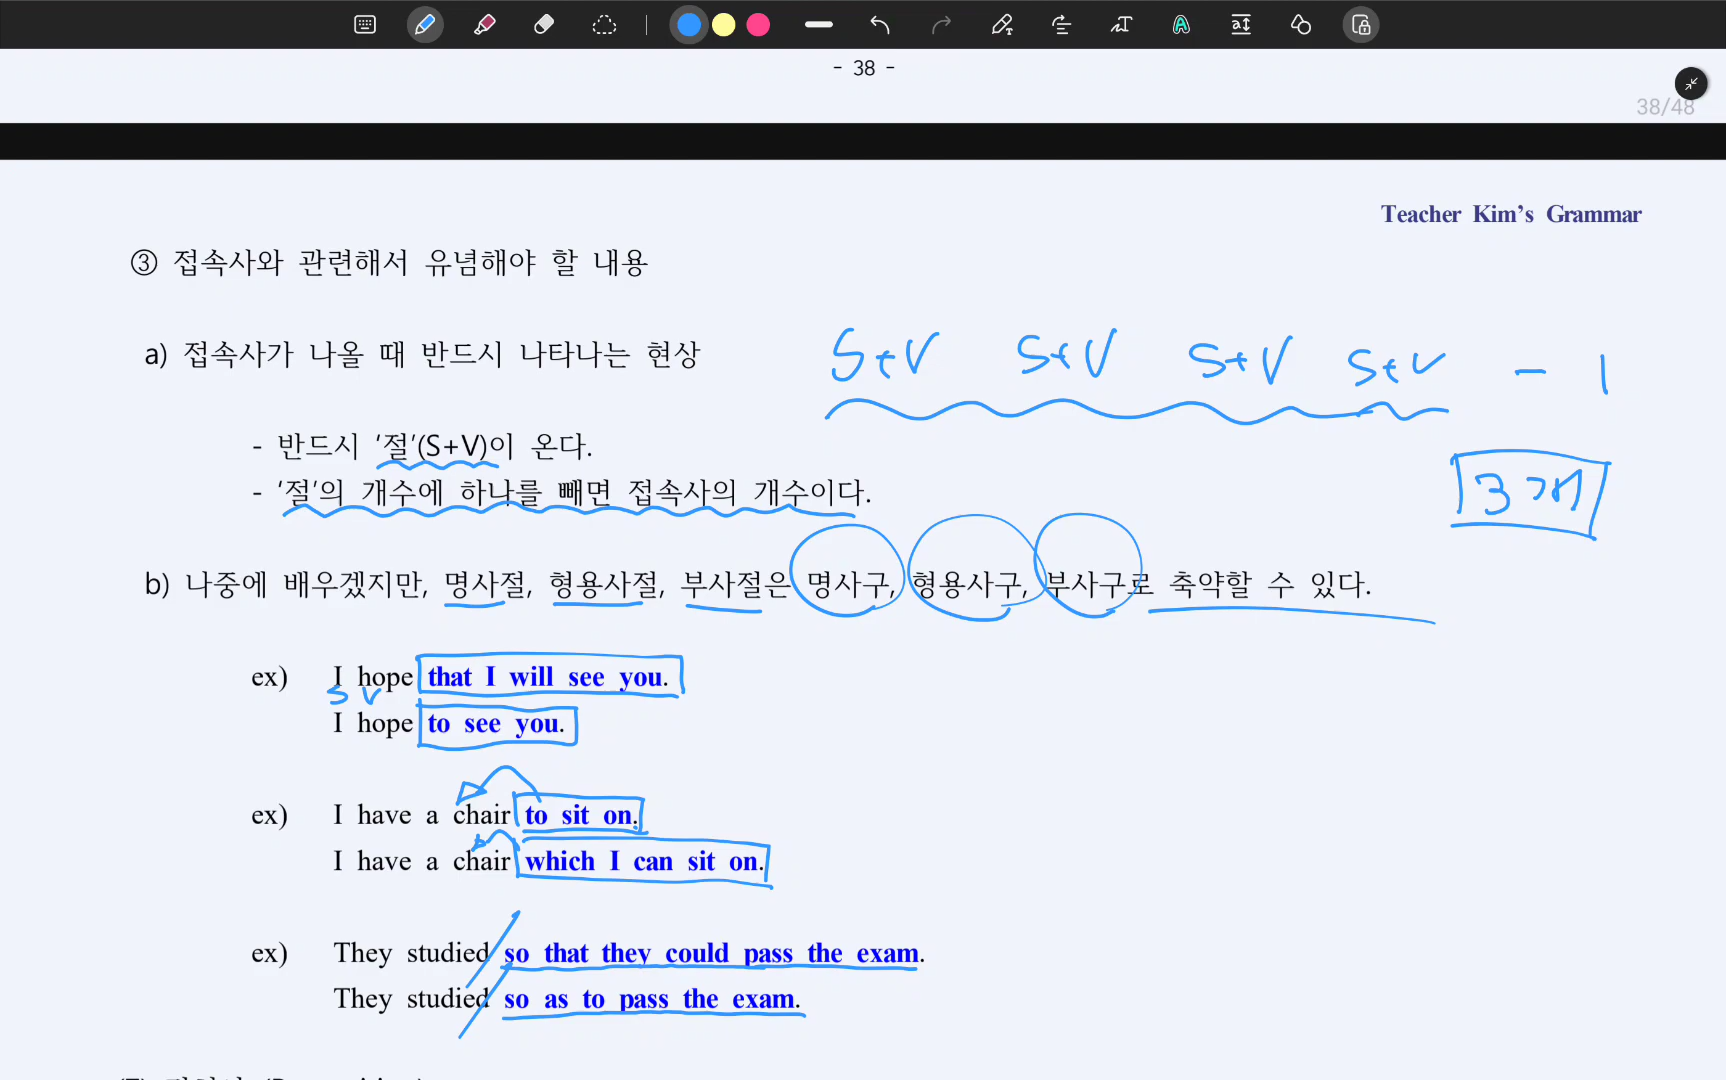 - 38 -
38/48
Teacher Kim’s Grammar
③ 접속사와 관련해서 유념해야 할 내용
a) 접속사가 나올 때 반드시 나타나는 현상
S+V S+V S+V S+V - 1
- 반드시 ‘절’(S+V)이 온다.
- ‘절’의 개수에 하나를 빼면 접속사의 개수이다.
3개
b) 나중에 배우겠지만, 명사절, 형용사절, 부사절은 명사구, 형용사구, 부사구로 축약할 수 있다.
ex) I hope that I will see you.
S V
I hope to see you.
ex) I have a chair to sit on.
I have a chair which I can sit on.
ex) They studied so that they could pass the exam.
They studied so as to pass the exam.